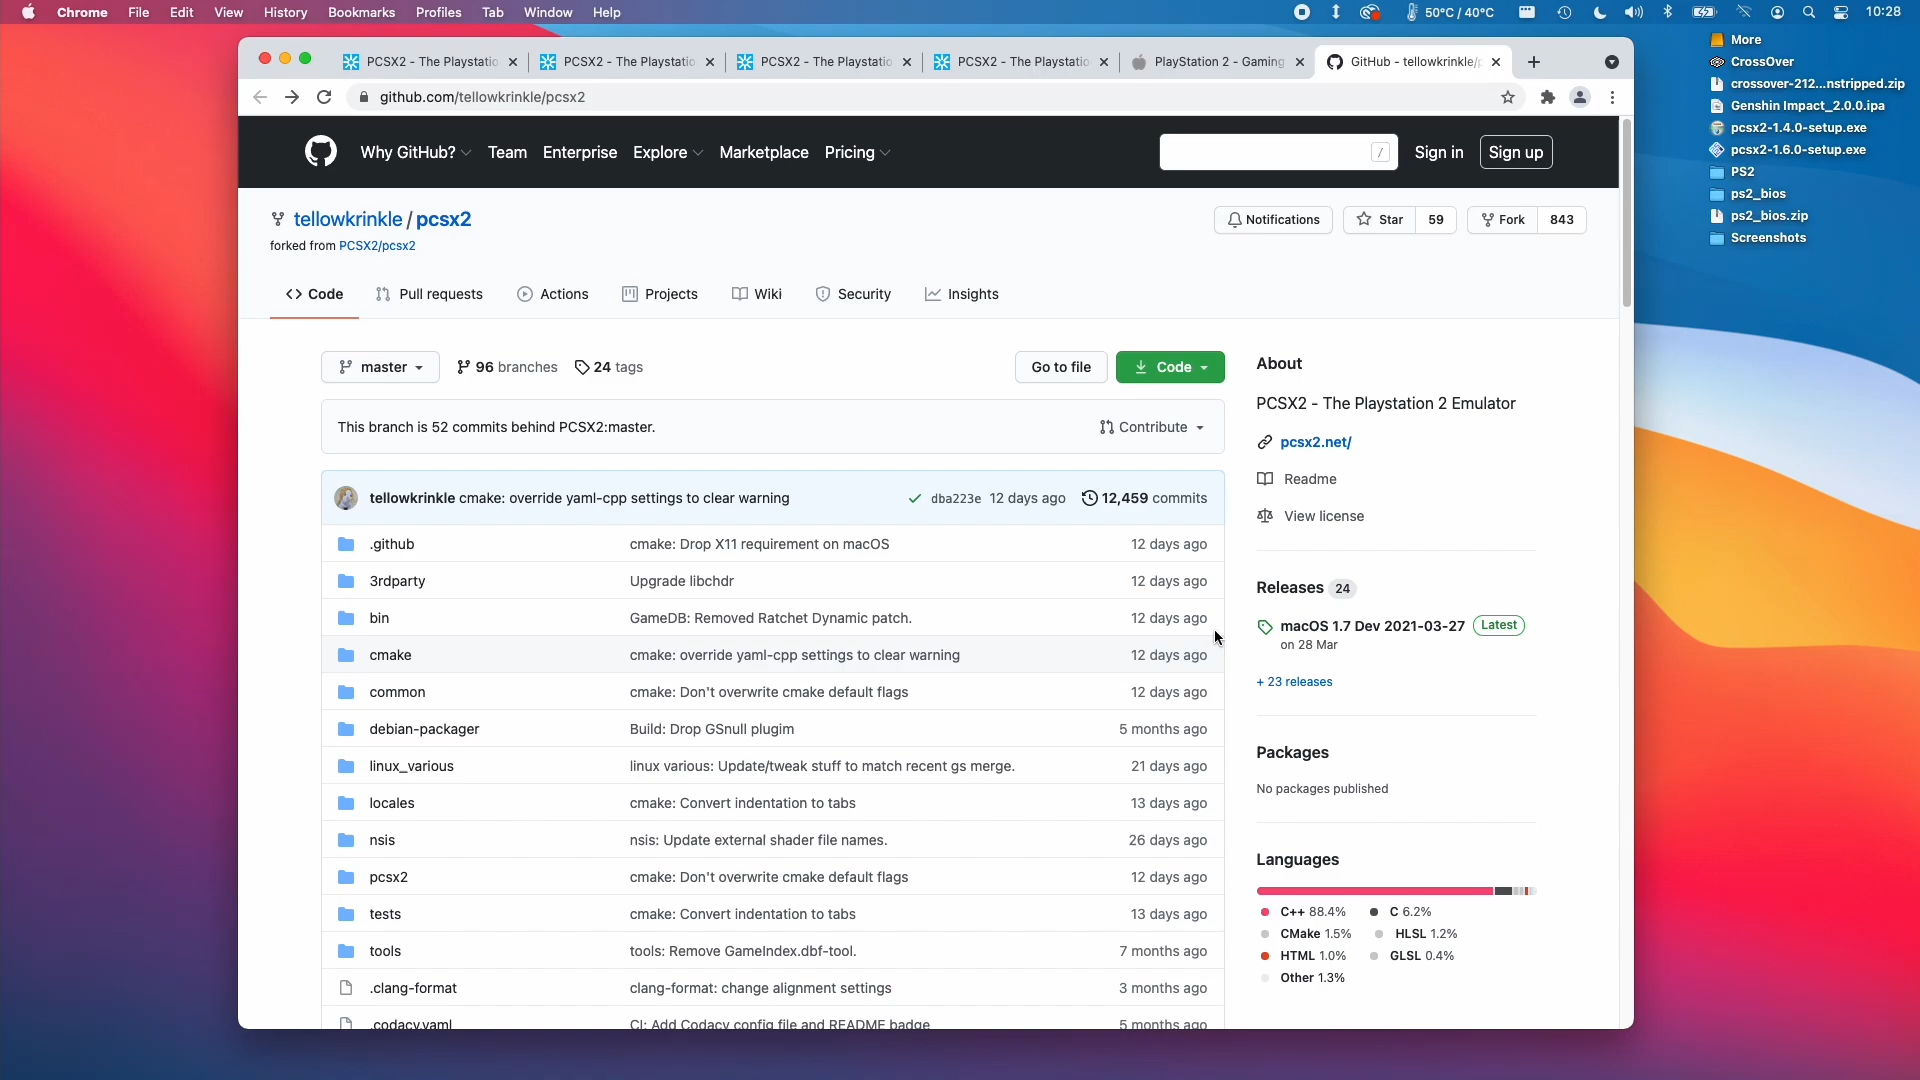 Chrome File Edit View History Bookmarks Profiles Tab Window Help
50°C / 40°C 10:28
PCSX2 - The Playstatio
PCSX2 - The Playstatio
PCSX2 - The Playstatio
PCSX2 - The Playstatio
PlayStation 2 - Gaming
GitHub - tellowkrinkle/p
github.com/tellowkrinkle/pcsx2
Why GitHub? Team Enterprise Explore Marketplace Pricing
/ Sign in Sign up
tellowkrinkle / pcsx2
forked from PCSX2/pcsx2
Notifications Star 59 Fork 843
Code Pull requests Actions Projects Wiki Security Insights
master 96 branches 24 tags Go to file Code
This branch is 52 commits behind PCSX2:master. Contribute
tellowkrinkle cmake: override yaml-cpp settings to clear warning dba223e 12 days ago 12,459 commits
.github cmake: Drop X11 requirement on macOS 12 days ago
3rdparty Upgrade libchdr 12 days ago
bin GameDB: Removed Ratchet Dynamic patch. 12 days ago
cmake cmake: override yaml-cpp settings to clear warning 12 days ago
common cmake: Don't overwrite cmake default flags 12 days ago
debian-packager Build: Drop GSnull plugim 5 months ago
linux_various linux various: Update/tweak stuff to match recent gs merge. 21 days ago
locales cmake: Convert indentation to tabs 13 days ago
nsis nsis: Update external shader file names. 26 days ago
pcsx2 cmake: Don't overwrite cmake default flags 12 days ago
tests cmake: Convert indentation to tabs 13 days ago
tools tools: Remove GameIndex.dbf-tool. 7 months ago
.clang-format clang-format: change alignment settings 3 months ago
.codacy.yaml CI: Add Codacy config file and README badge 5 months ago
About
PCSX2 - The Playstation 2 Emulator
pcsx2.net/
Readme
View license
Releases 24
macOS 1.7 Dev 2021-03-27 Latest
on 28 Mar
+ 23 releases
Packages
No packages published
Languages
C++ 88.4% C 6.2%
CMake 1.5% HLSL 1.2%
HTML 1.0% GLSL 0.4%
Other 1.3%
More
CrossOver
crossover-212...nstripped.zip
Genshin Impact_2.0.0.ipa
pcsx2-1.4.0-setup.exe
pcsx2-1.6.0-setup.exe
PS2
ps2_bios
ps2_bios.zip
Screenshots